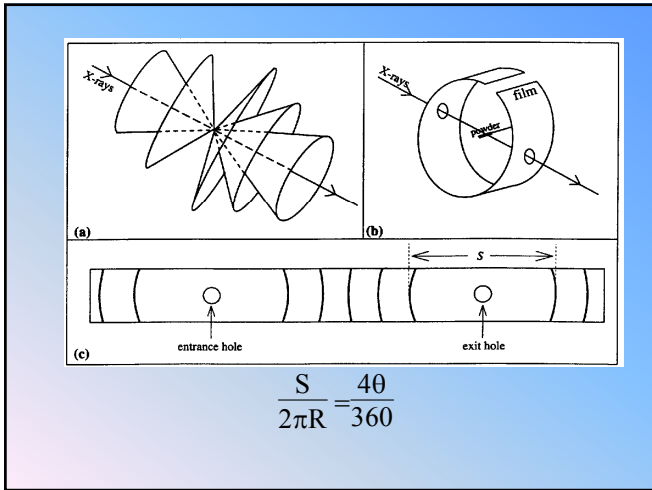 X-rays
(a)
X-rays
film
powder
(b)
S
entrance hole
exit hole
(c)
S/2πR = 4θ/360